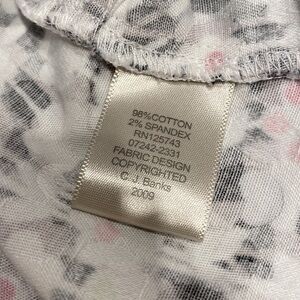 98%COTTON
2% SPANDEX
RN125743
07242-2331
FABRIC DESIGN
COPYRIGHTED
C. J. Banks
2009